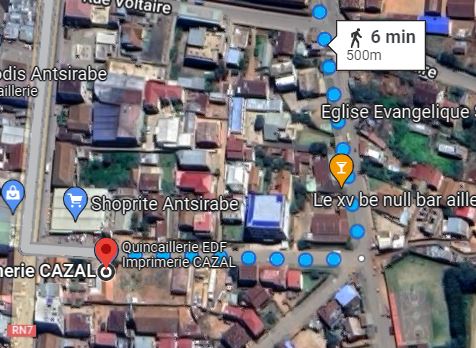 Rue Voltaire
6 min
500m
odis Antsirabe
aillerie
Eglise Evangelique
Le xv be null bar aille
Shoprite Antsirabe
Quincaillerie EDF
Imprimerie CAZAL
merie CAZAL
RN7